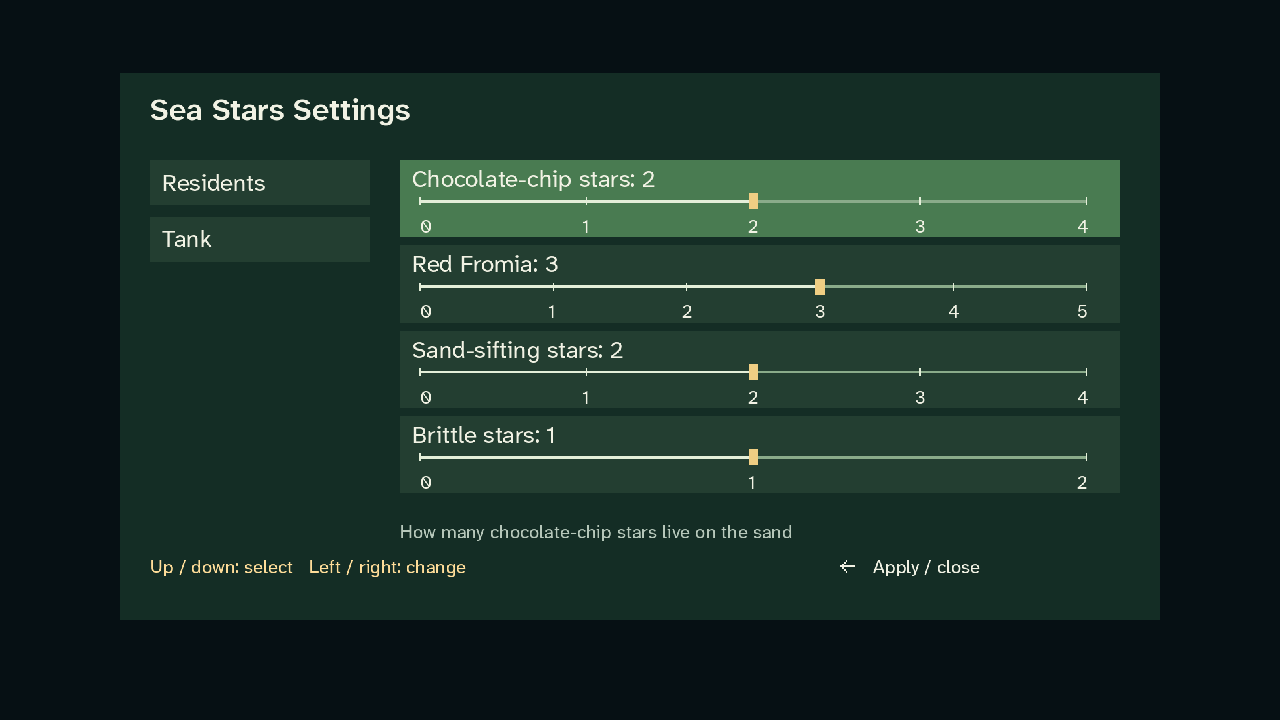 Sea Stars Settings
Residents
Tank
Chocolate-chip stars: 2
0 1 2 3 4
Red Fromia: 3
0 1 2 3 4 5
Sand-sifting stars: 2
0 1 2 3 4
Brittle stars: 1
0 1 2
How many chocolate-chip stars live on the sand
Up / down: select Left / right: change
← Apply / close